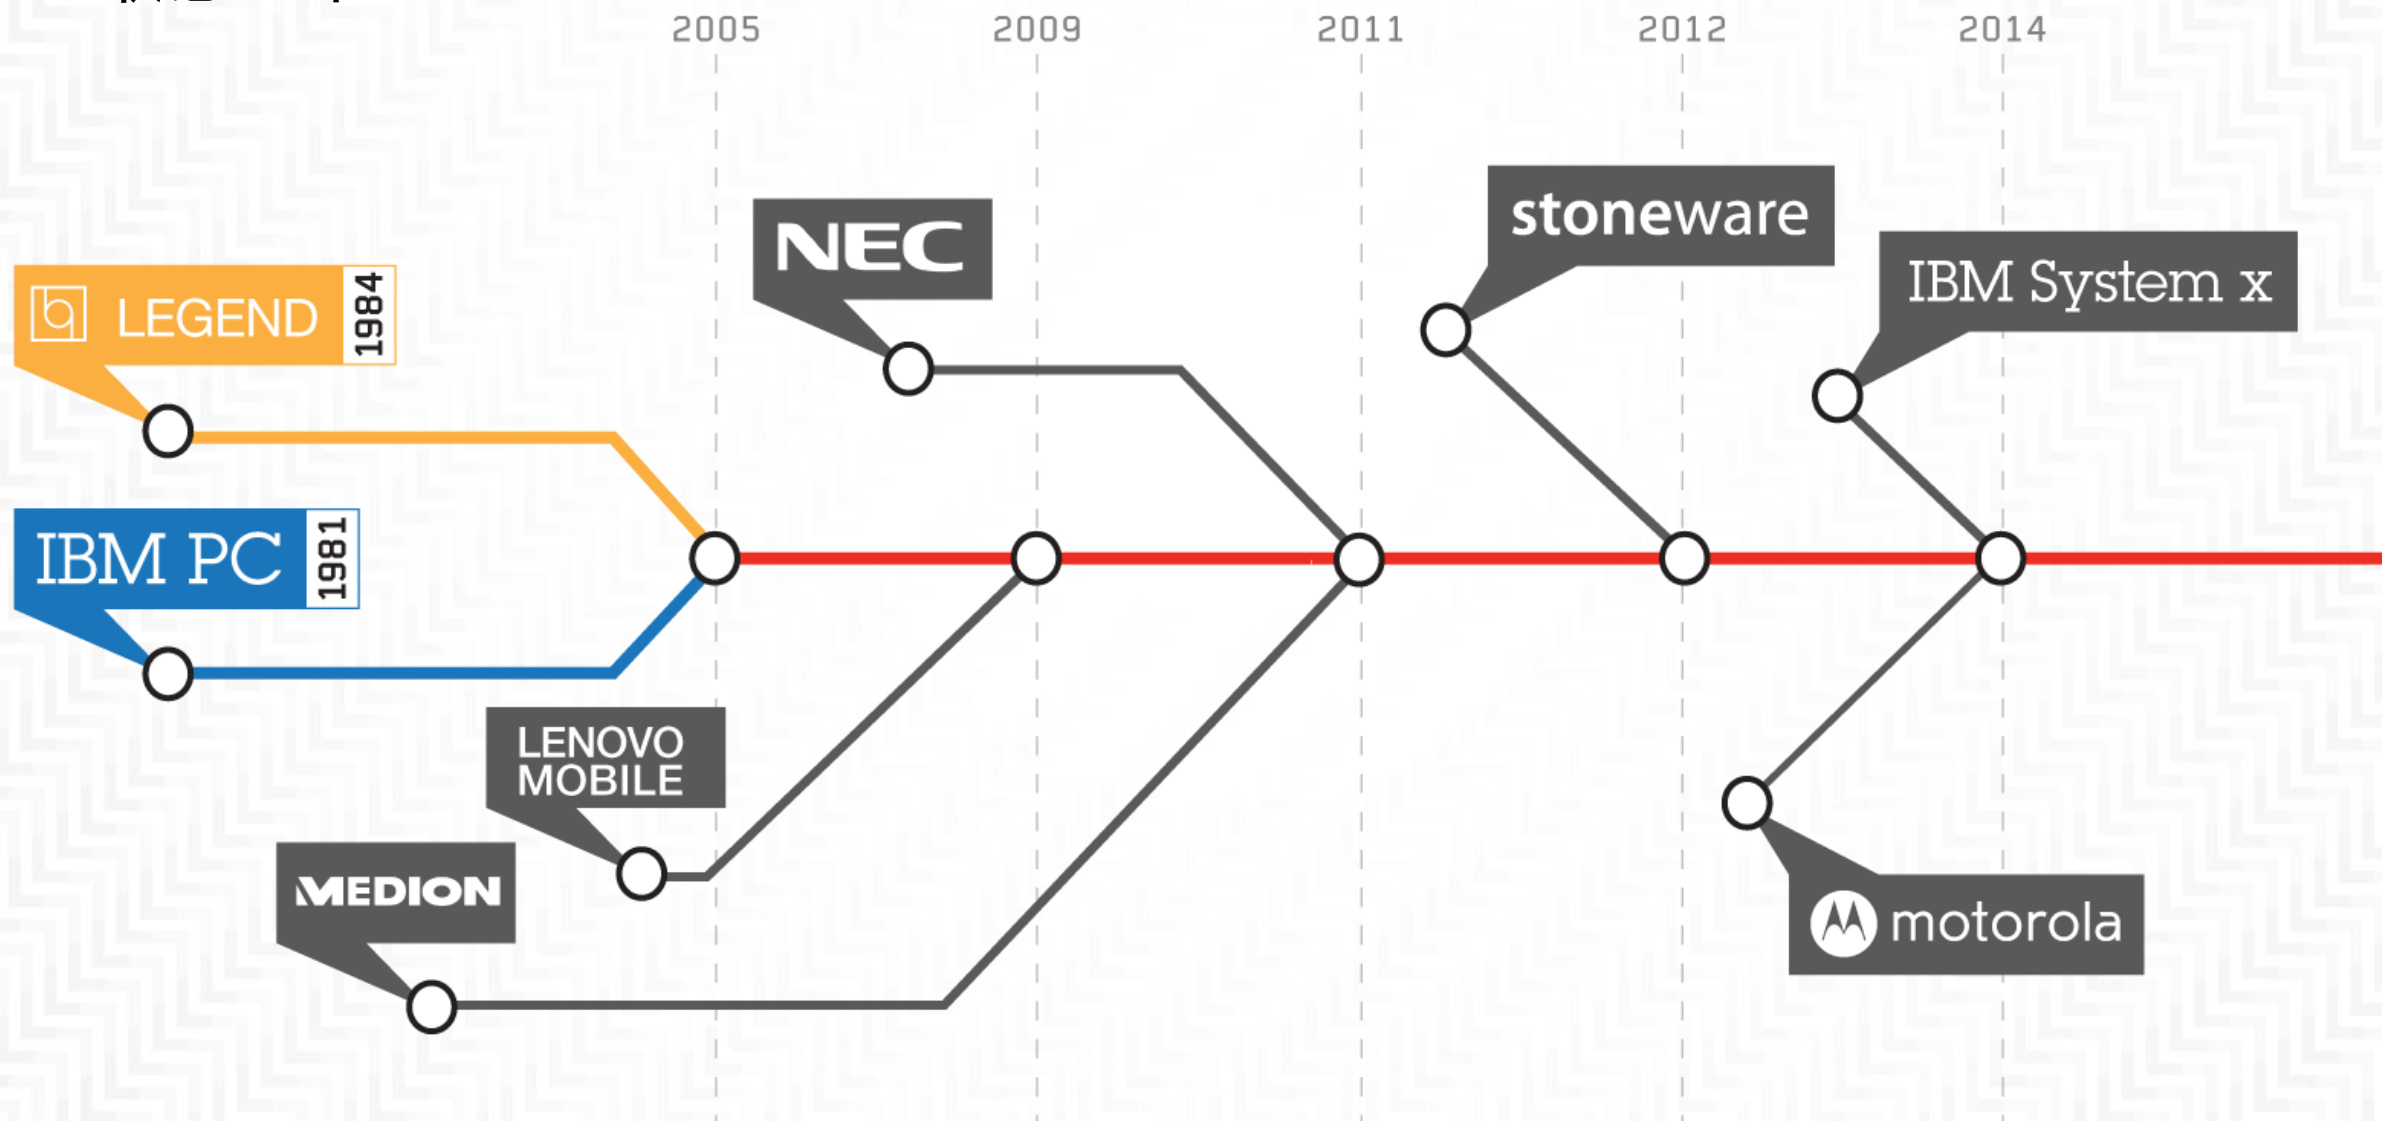 2005 2009 2011 2012 2014
stoneware
NEC
IBM System x
LEGEND 1984
IBM PC 1981
LENOVO
MOBILE
MEDION
motorola